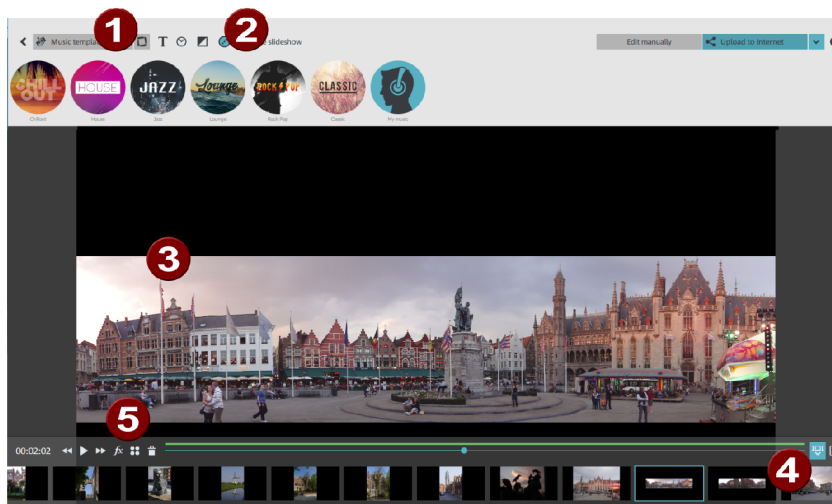 1
2
Music templa
T
slideshow
Edit manually
Upload to Internet
CHILL
OUT
HOUSE
JAZZ
Lounge
ROCK & POP
CLASSIC
Chillout
House
Jazz
Lounge
Rock Pop
Classic
My music
3
5
00:02:02
fx
4